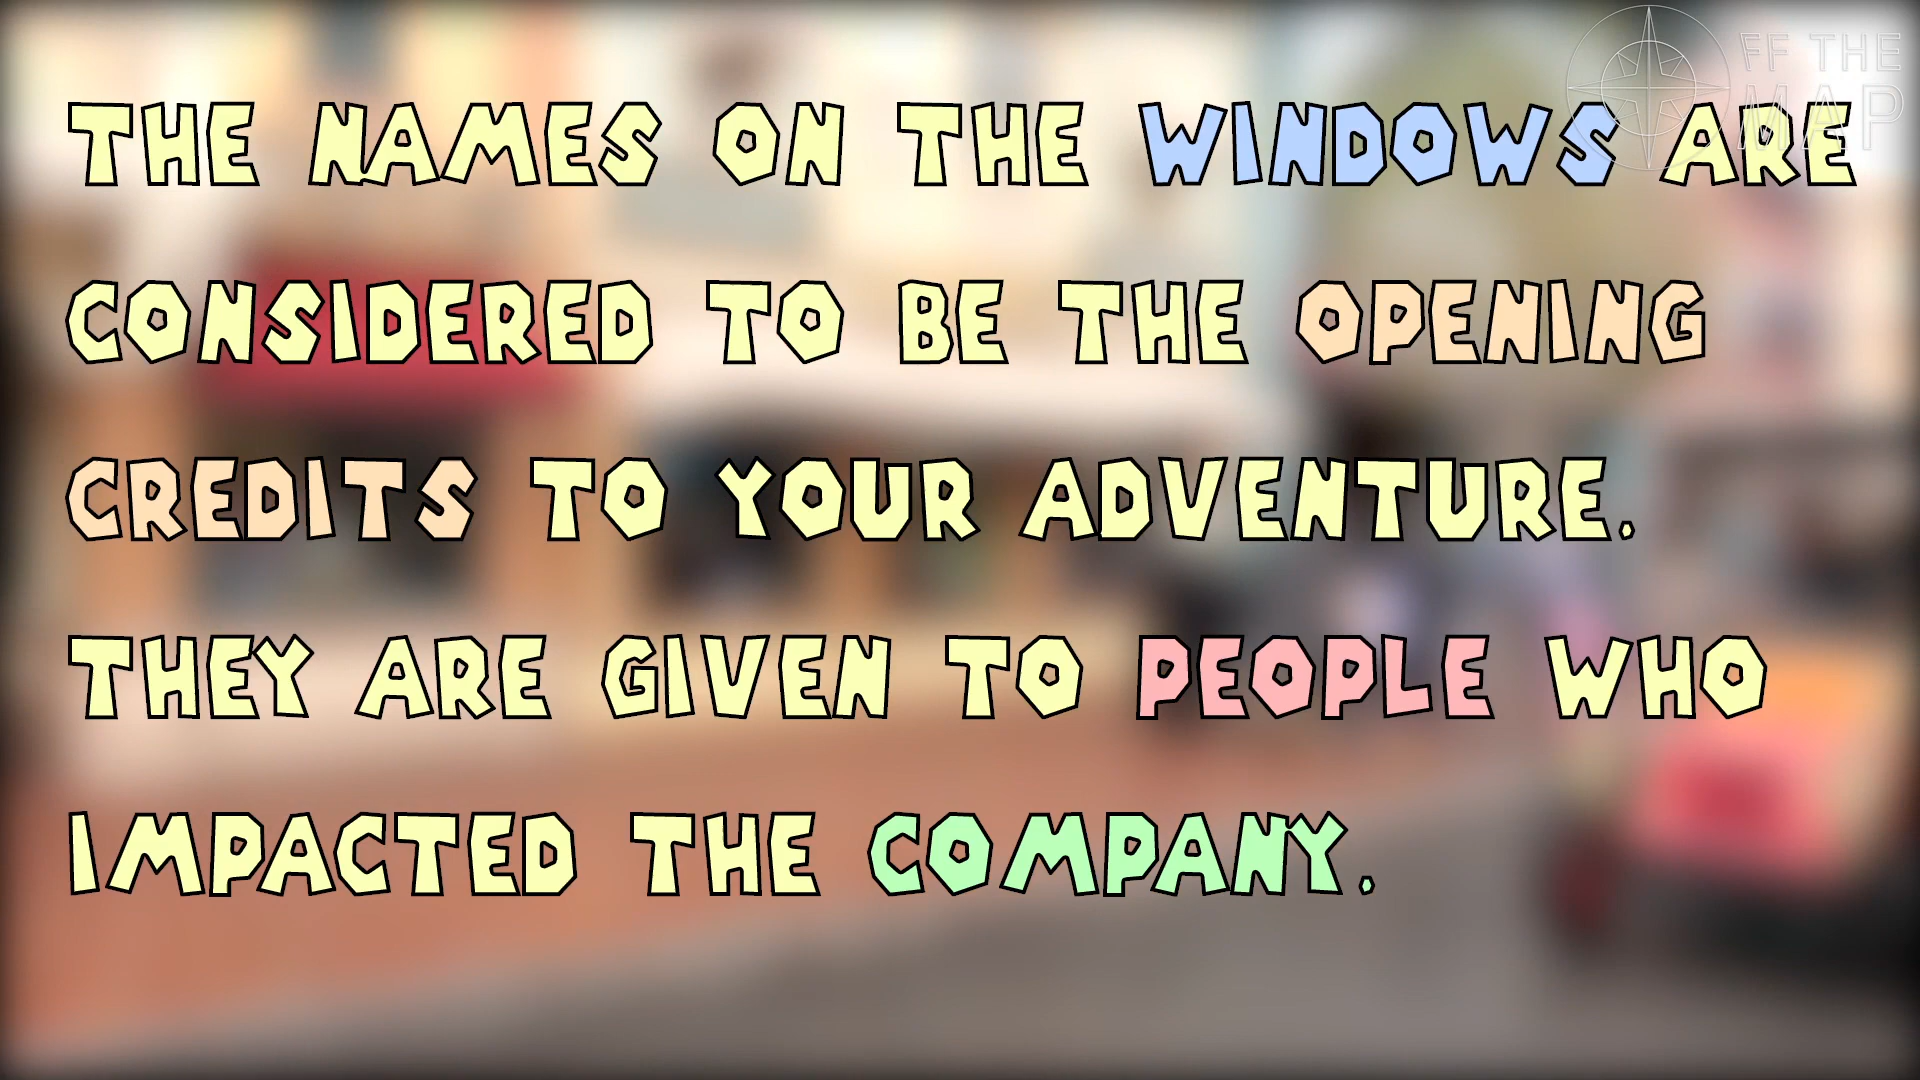 THE NAMES ON THE WINDOWS ARE
CONSIDERED TO BE THE OPENING
CREDITS TO YOUR ADVENTURE.
THEY ARE GIVEN TO PEOPLE WHO
IMPACTED THE COMPANY.
FF THE
MAP